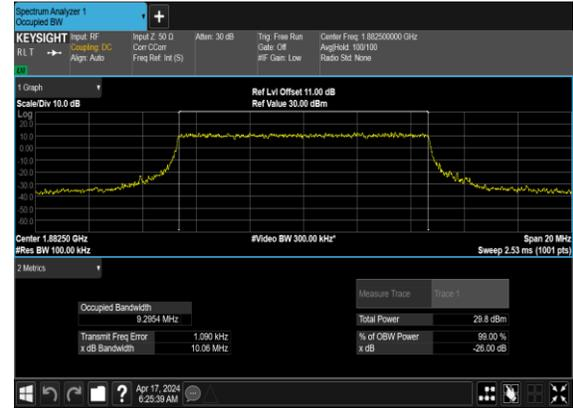 Spectrum Analyzer 1
Occupied BW
KEYSIGHT Input: RF Input Z: 50 Ω Atten: 30 dB Trig: Free Run Center Freq: 1.882500000 GHz
RLT Coupling: DC Corr CCorr Gate: Off Avg|Hold: 100/100
Align: Auto Freq Ref: Int (S) #IF Gain: Low Radio Std: None
1 Graph
Ref Lvl Offset 11.00 dB
Scale/Div 10.0 dB Ref Value 30.00 dBm
Log
20.0
10.0
0.00
-10.0
-20.0
-30.0
-40.0
-50.0
-60.0
Center 1.88250 GHz #Video BW 300.00 kHz* Span 20 MHz
#Res BW 100.00 kHz Sweep 2.53 ms (1001 pts)
2 Metrics
Measure Trace Trace 1
Occupied Bandwidth
9.2954 MHz Total Power 29.8 dBm
Transmit Freq Error 1.090 kHz % of OBW Power 99.00 %
x dB Bandwidth 10.06 MHz x dB -26.00 dB
? Apr 17, 2024
6:25:39 AM